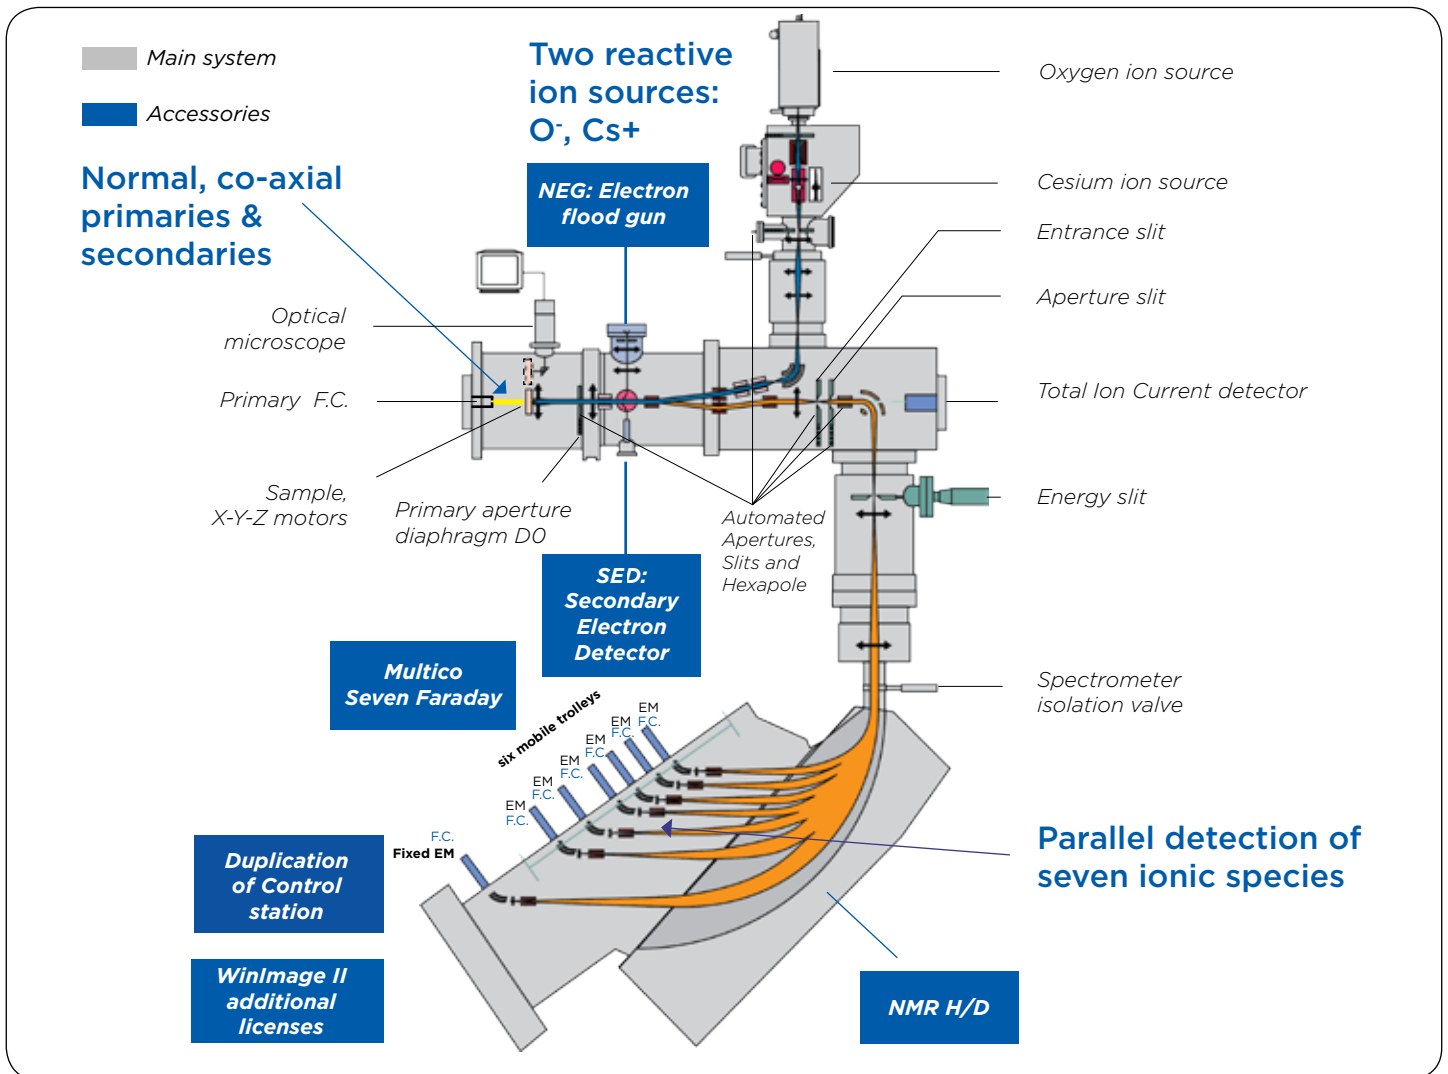 Main system
Accessories
Two reactive
ion sources:
O-, Cs+
Normal, co-axial
primaries &
secondaries
NEG: Electron
flood gun
Oxygen ion source
Cesium ion source
Entrance slit
Aperture slit
Optical
microscope
Primary F.C.
Total Ion Current detector
Sample,
X-Y-Z motors
Primary aperture
diaphragm D0
Automated
Apertures,
Slits and
Hexapole
Energy slit
SED:
Secondary
Electron
Detector
Multico
Seven Faraday
Spectrometer
isolation valve
six mobile trolleys
EM
F.C.
EM
F.C.
EM
F.C.
EM
F.C.
EM
F.C.
EM
F.C.
F.C.
Fixed EM
Parallel detection of
seven ionic species
Duplication
of Control
station
WinImage II
additional
licenses
NMR H/D